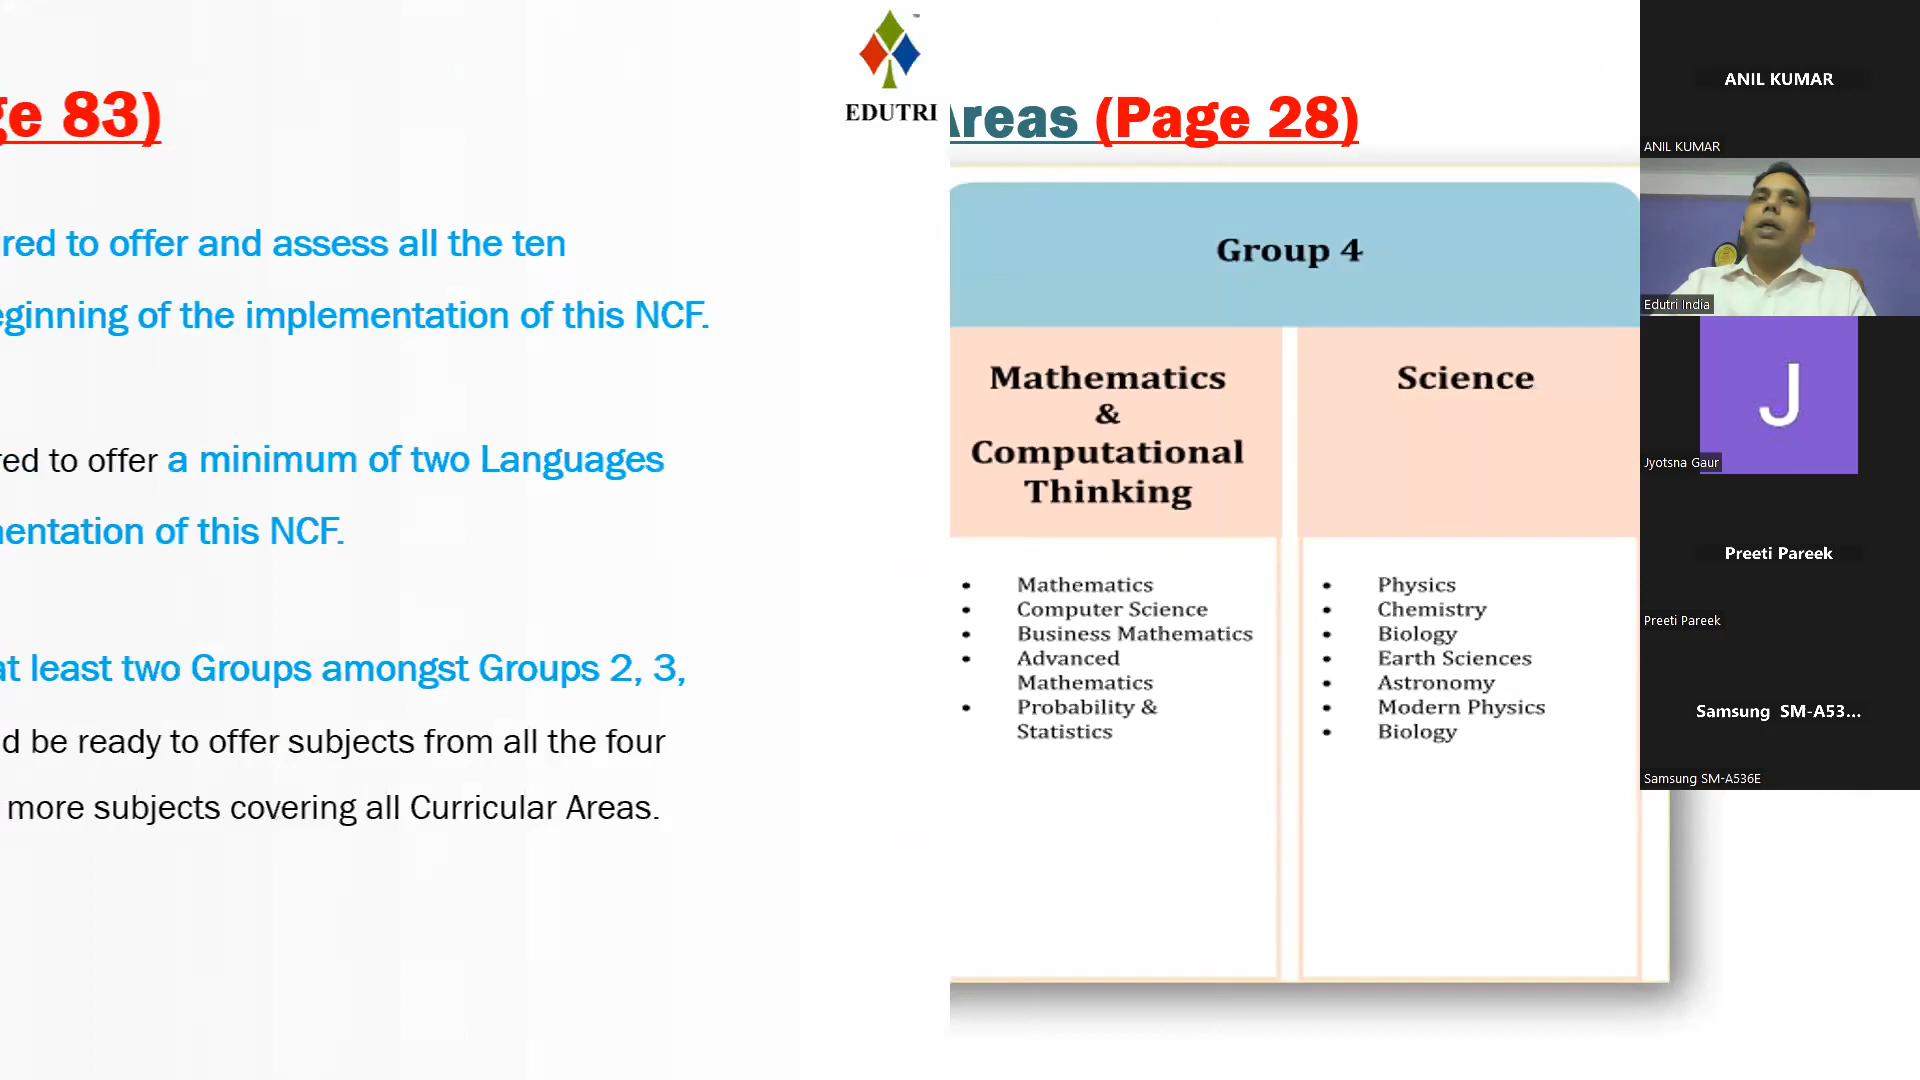 ge 83)
red to offer and assess all the ten
eginning of the implementation of this NCF.
red to offer a minimum of two Languages
nentation of this NCF.
at least two Groups amongst Groups 2, 3,
d be ready to offer subjects from all the four
more subjects covering all Curricular Areas.
™
EDUTRI
Areas (Page 28)
Group 4
Mathematics
&
Computational
Thinking
• Mathematics
• Computer Science
• Business Mathematics
• Advanced
Mathematics
• Probability &
Statistics
Science
• Physics
• Chemistry
• Biology
• Earth Sciences
• Astronomy
• Modern Physics
• Biology
ANIL KUMAR
ANIL KUMAR
Edutri India
J
Jyotsna Gaur
Preeti Pareek
Preeti Pareek
Samsung SM-A53...
Samsung SM-A536E